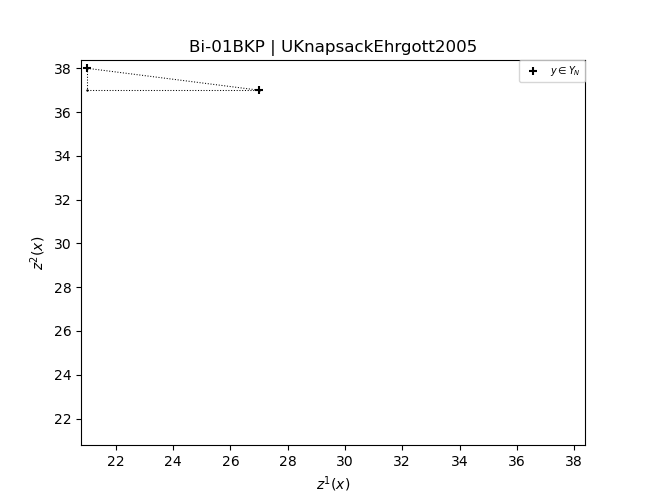 Bi-01BKP | UKnapsackEhrgott2005
38
36
34
32
30
28
26
24
22
z²(x)
y ∈ Y_N
22 24 26 28 30 32 34 36 38
z¹(x)